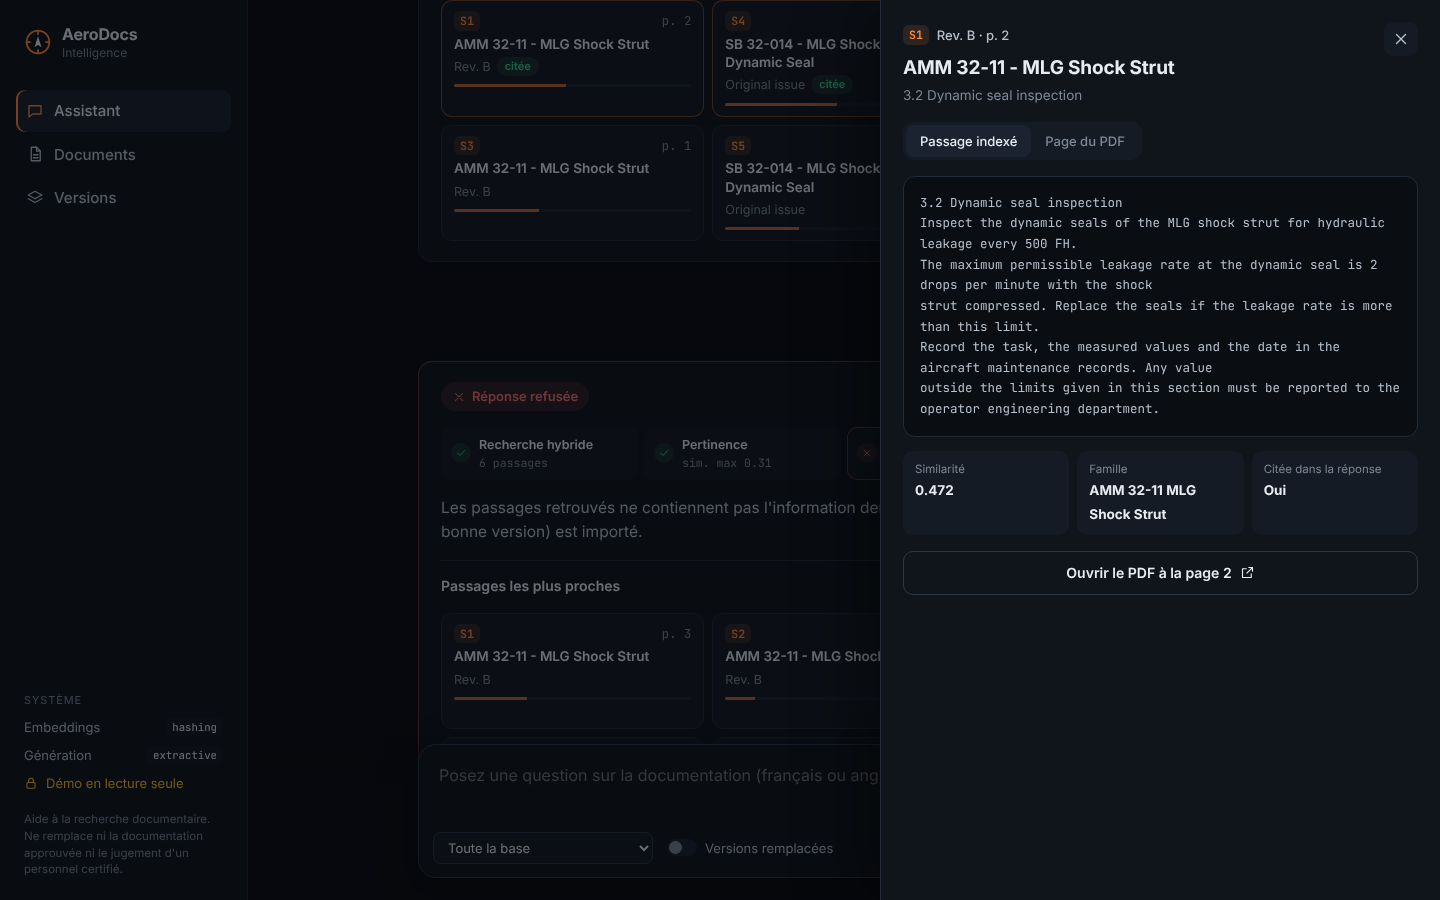 AeroDocs
Intelligence
Assistant
Documents
Versions
SYSTÈME
Embeddings hashing
Génération extractive
Démo en lecture seule
Aide à la recherche documentaire.
Ne remplace ni la documentation
approuvée ni le jugement d'un
personnel certifié.
S1 p. 2
AMM 32-11 - MLG Shock Strut
Rev. B citée
S4
SB 32-014 - MLG Shock
Dynamic Seal
Original issue citée
S3 p. 1
AMM 32-11 - MLG Shock Strut
Rev. B
S5
SB 32-014 - MLG Shock
Dynamic Seal
Original issue
Réponse refusée
Recherche hybride
6 passages
Pertinence
sim. max 0.31
Les passages retrouvés ne contiennent pas l'information
bonne version) est importé.
Passages les plus proches
S1 p. 3
AMM 32-11 - MLG Shock Strut
Rev. B
S2
AMM 32-11 - MLG
Rev. B
Posez une question sur la documentation (français ou
Toute la base
Versions remplacées
S1 Rev. B · p. 2
AMM 32-11 - MLG Shock Strut
3.2 Dynamic seal inspection
Passage indexé Page du PDF
3.2 Dynamic seal inspection
Inspect the dynamic seals of the MLG shock strut for hydraulic
leakage every 500 FH.
The maximum permissible leakage rate at the dynamic seal is 2
drops per minute with the shock
strut compressed. Replace the seals if the leakage rate is more
than this limit.
Record the task, the measured values and the date in the
aircraft maintenance records. Any value
outside the limits given in this section must be reported to the
operator engineering department.
Similarité
0.472
Famille
AMM 32-11 MLG
Shock Strut
Citée dans la réponse
Oui
Ouvrir le PDF à la page 2